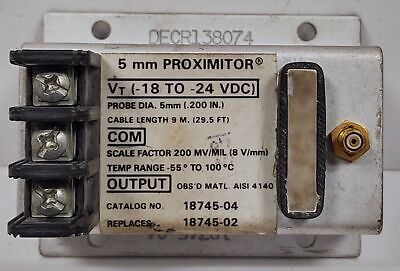 DECR138074
5 mm PROXIMITOR®
VT (-18 TO -24 VDC)
PROBE DIA. 5mm (.200 IN.)
CABLE LENGTH 9 M. (29.5 FT)
COM
SCALE FACTOR 200 MV/MIL (8 V/mm)
TEMP RANGE -55° TO 100°C
OUTPUT OBS'D MATL. AISI 4140
CATALOG NO. 18745-04
REPLACES 18745-02